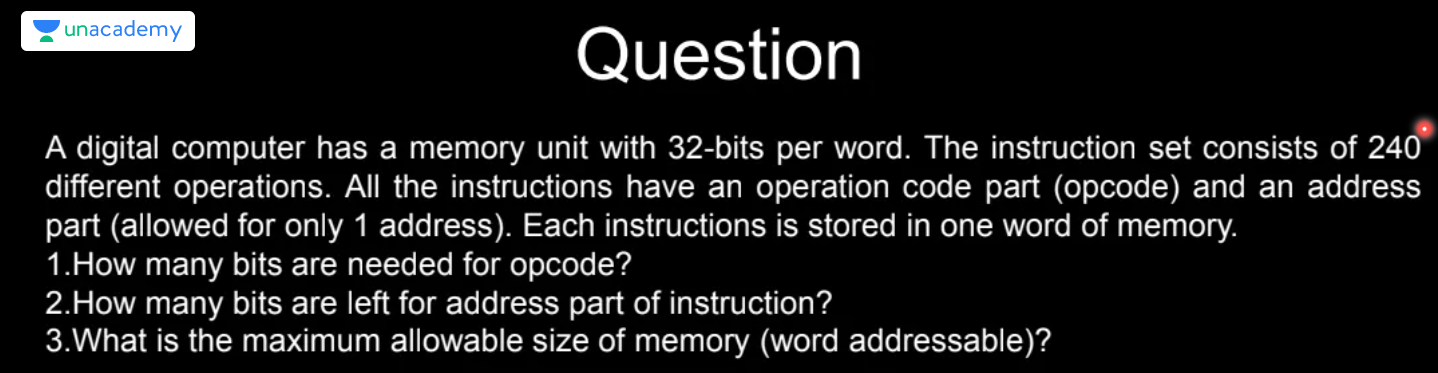 unacademy
Question
A digital computer has a memory unit with 32-bits per word. The instruction set consists of 240
different operations. All the instructions have an operation code part (opcode) and an address
part (allowed for only 1 address). Each instructions is stored in one word of memory.
1.How many bits are needed for opcode?
2.How many bits are left for address part of instruction?
3.What is the maximum allowable size of memory (word addressable)?